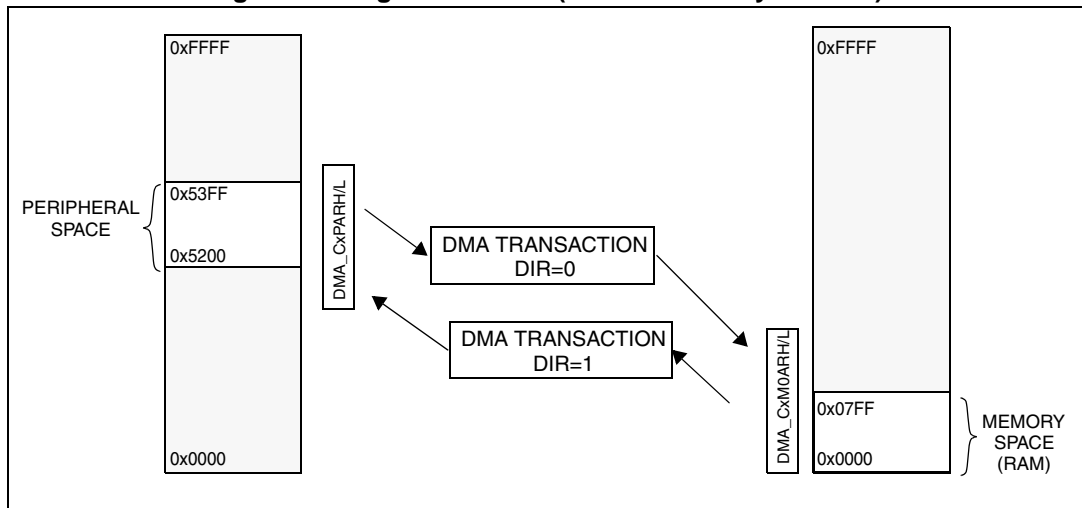 0xFFFF
0x53FF
PERIPHERAL
SPACE
0x5200
0x0000
DMA_CxPARH/L
DMA TRANSACTION
DIR=0
DMA TRANSACTION
DIR=1
DMA_CxM0ARH/L
0xFFFF
0x07FF
0x0000
MEMORY
SPACE
(RAM)